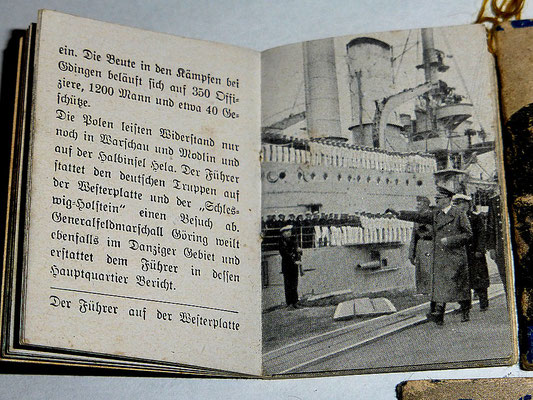 ein. Die Beute in den Kämpfen bei
Gdingen beläuft sich auf 350 Offi-
ziere, 1200 Mann und etwa 40 Ge-
schütze.
Die Polen leisten Widerstand nur
noch in Warschau und Modlin und
auf der Halbinsel Hela. Der Führer
stattet den deutschen Truppen auf
der Westerplatte und der „Schles-
wig-Holstein“ einen Besuch ab.
Generalfeldmarschall Göring weilt
ebenfalls im Danziger Gebiet und
erstattet dem Führer in dessen
Hauptquartier Bericht.
Der Führer auf der Westerplatte